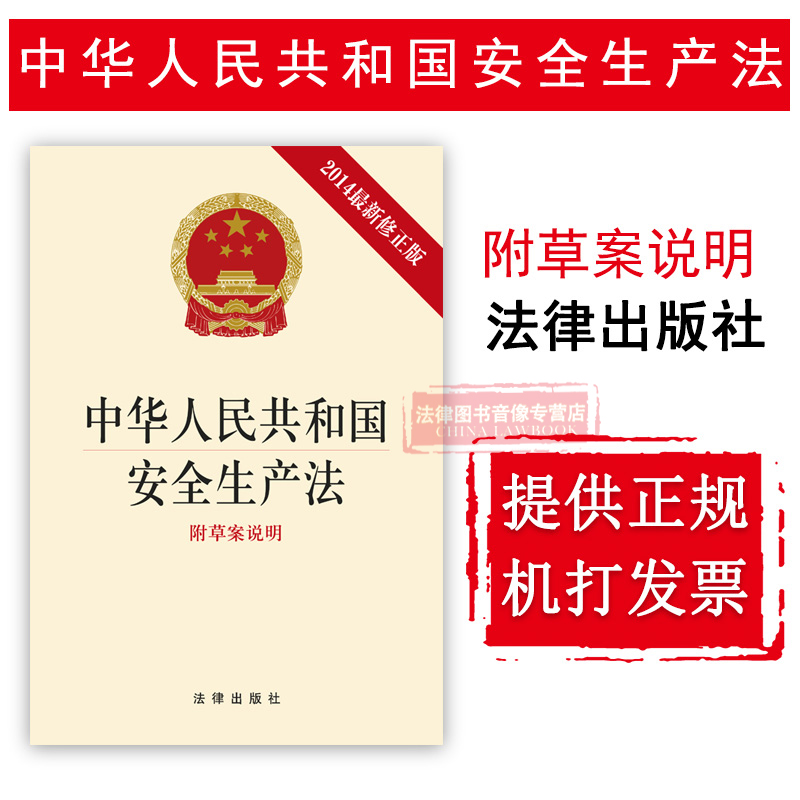 中华人民共和国安全生产法
2014最新修正版
附草案说明
法律出版社
中华人民共和国
安全生产法
附草案说明
法律图书音像专营店
CHINA LAWBOOK
提供正规
机打发票
法律出版社